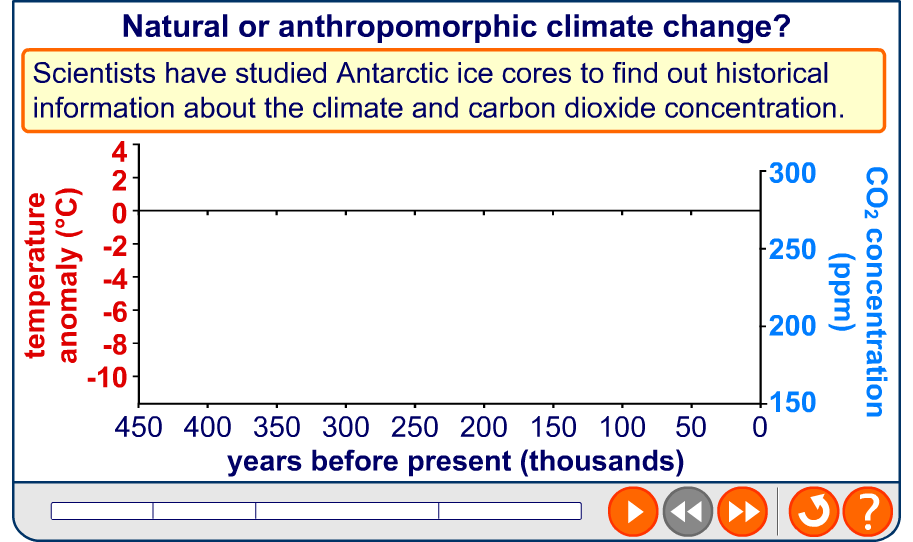 Natural or anthropomorphic climate change?
Scientists have studied Antarctic ice cores to find out historical
information about the climate and carbon dioxide concentration.
temperature
anomaly (°C)
4
2
0
-2
-4
-6
-8
-10
300
250
200
150
CO₂ concentration
(ppm)
450 400 350 300 250 200 150 100 50 0
years before present (thousands)
?